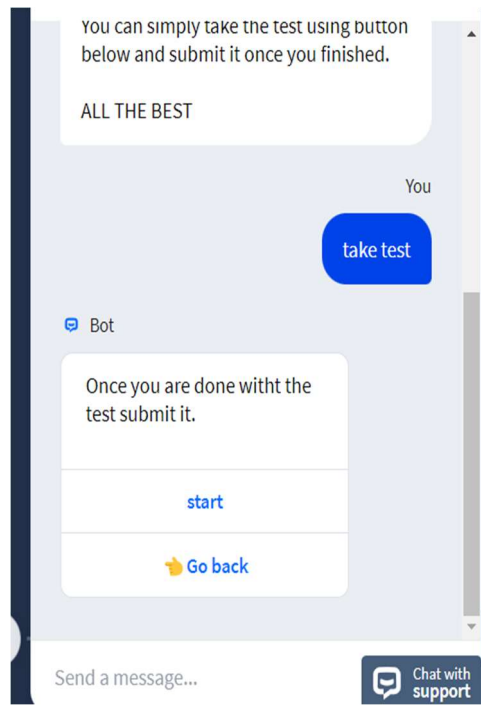 You can simply take the test using button
below and submit it once you finished.
ALL THE BEST
You
take test
Bot
Once you are done witht the
test submit it.
start
👈 Go back
Send a message...
Chat with
support